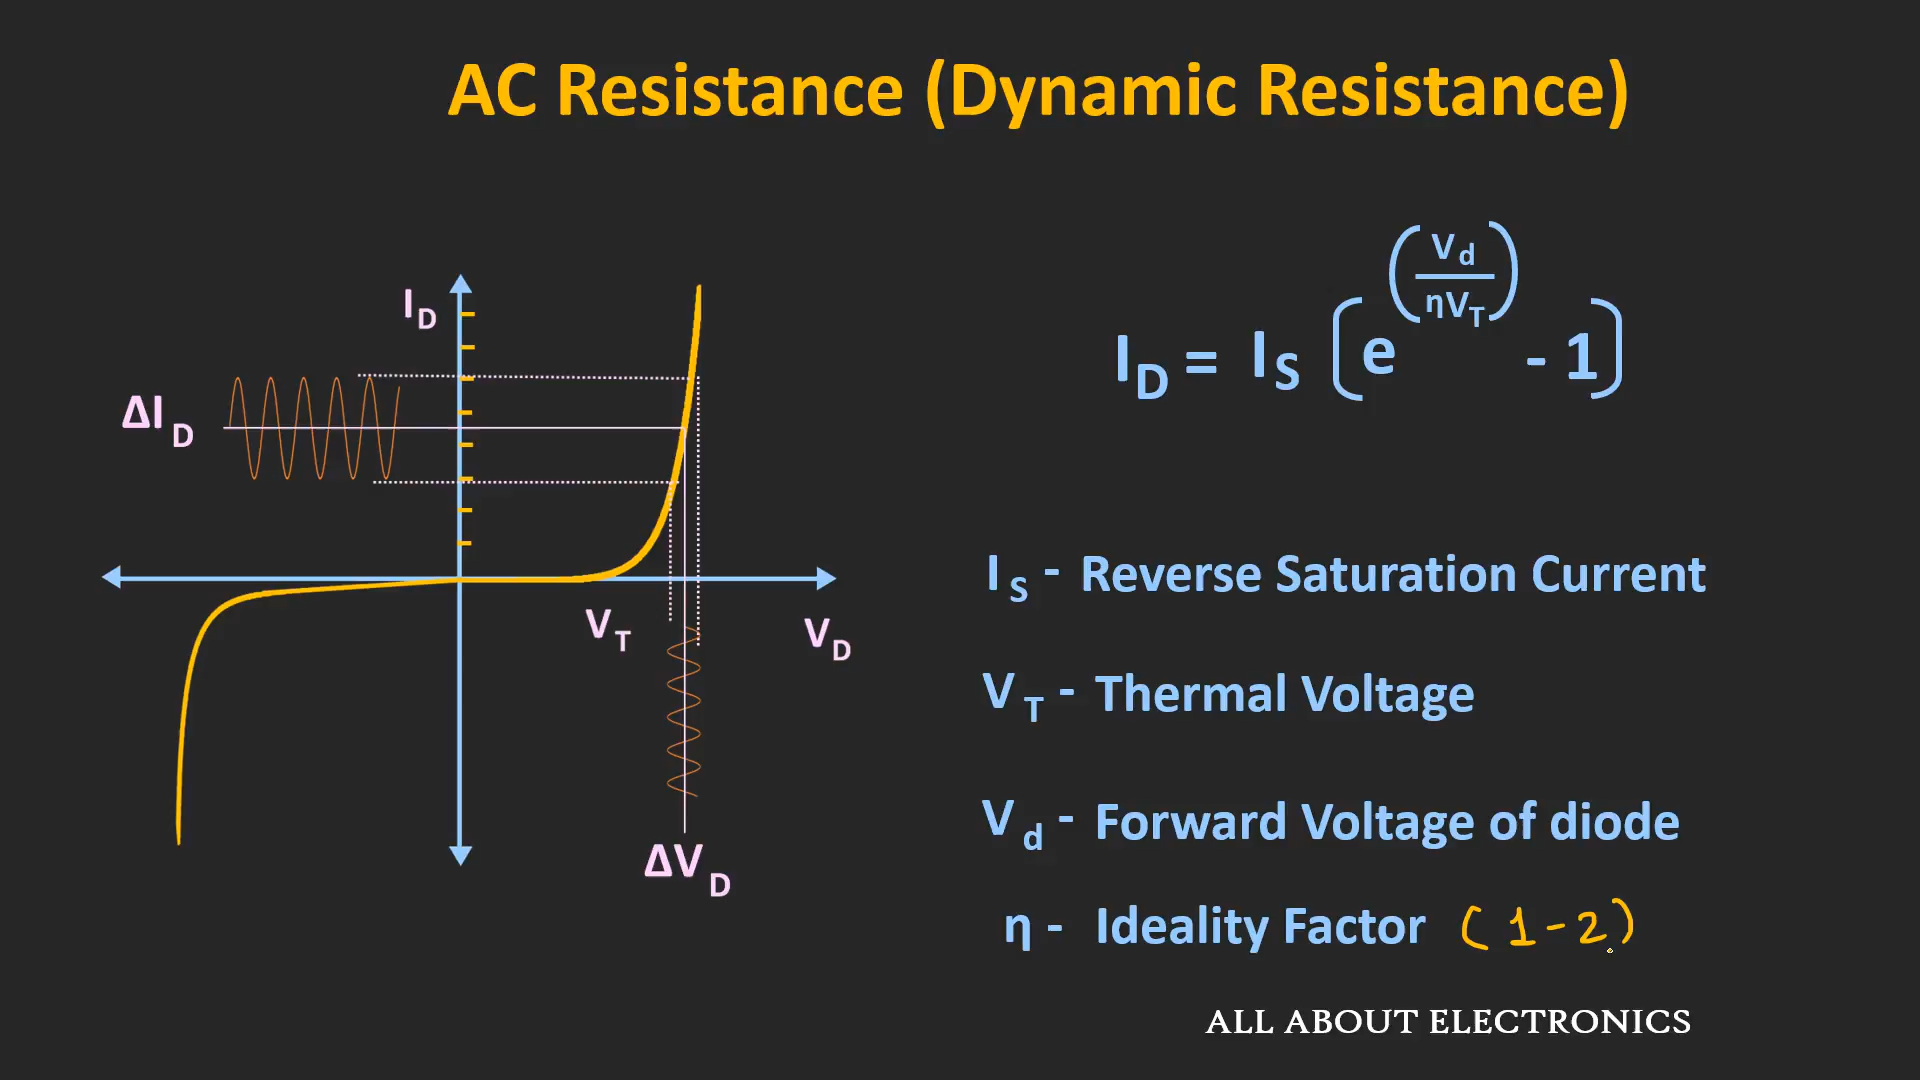 AC Resistance (Dynamic Resistance)
I_D
ΔI_D
V_T
V_D
ΔV_D
I_D = I_S [e^(V_d/ηV_T) - 1]
I_S - Reverse Saturation Current
V_T - Thermal Voltage
V_d - Forward Voltage of diode
η - Ideality Factor (1-2)
ALL ABOUT ELECTRONICS